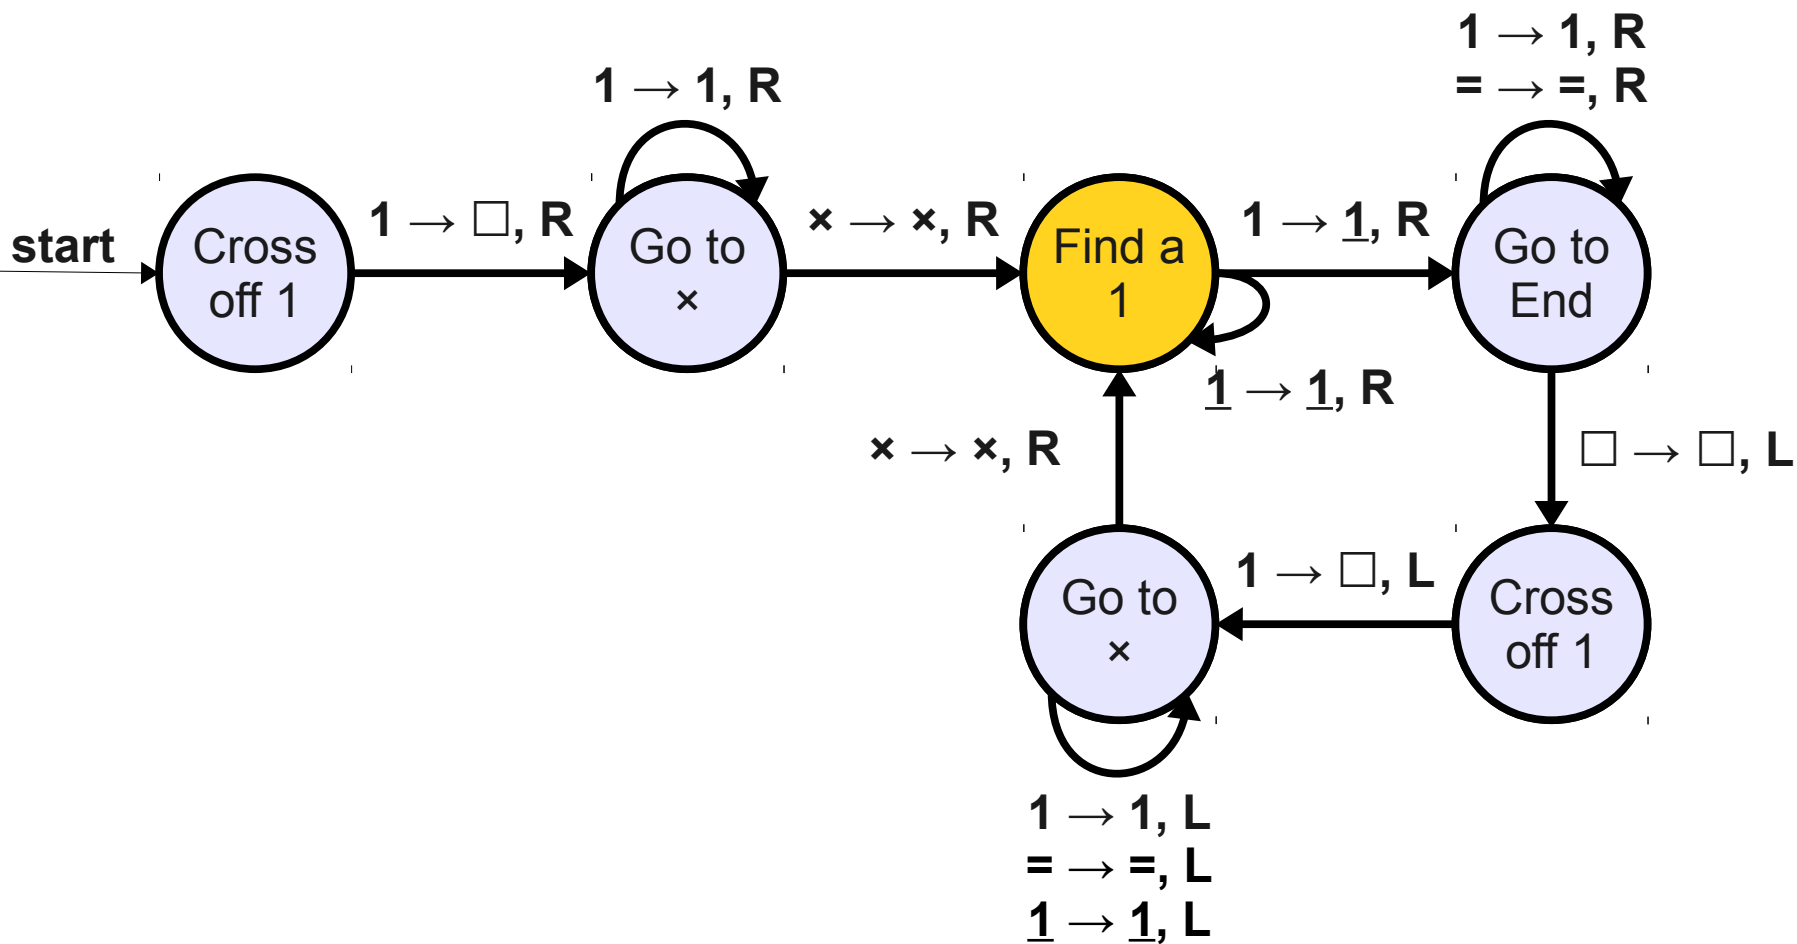 1 → 1, R
= → =, R
1 → 1, R
start
Cross
off 1
1 → □, R
Go to
×
× → ×, R
Find a
1
1 → 1̲, R
Go to
End
1̲ → 1̲, R
× → ×, R
□ → □, L
Go to
×
1 → □, L
Cross
off 1
1 → 1, L
= → =, L
1̲ → 1̲, L